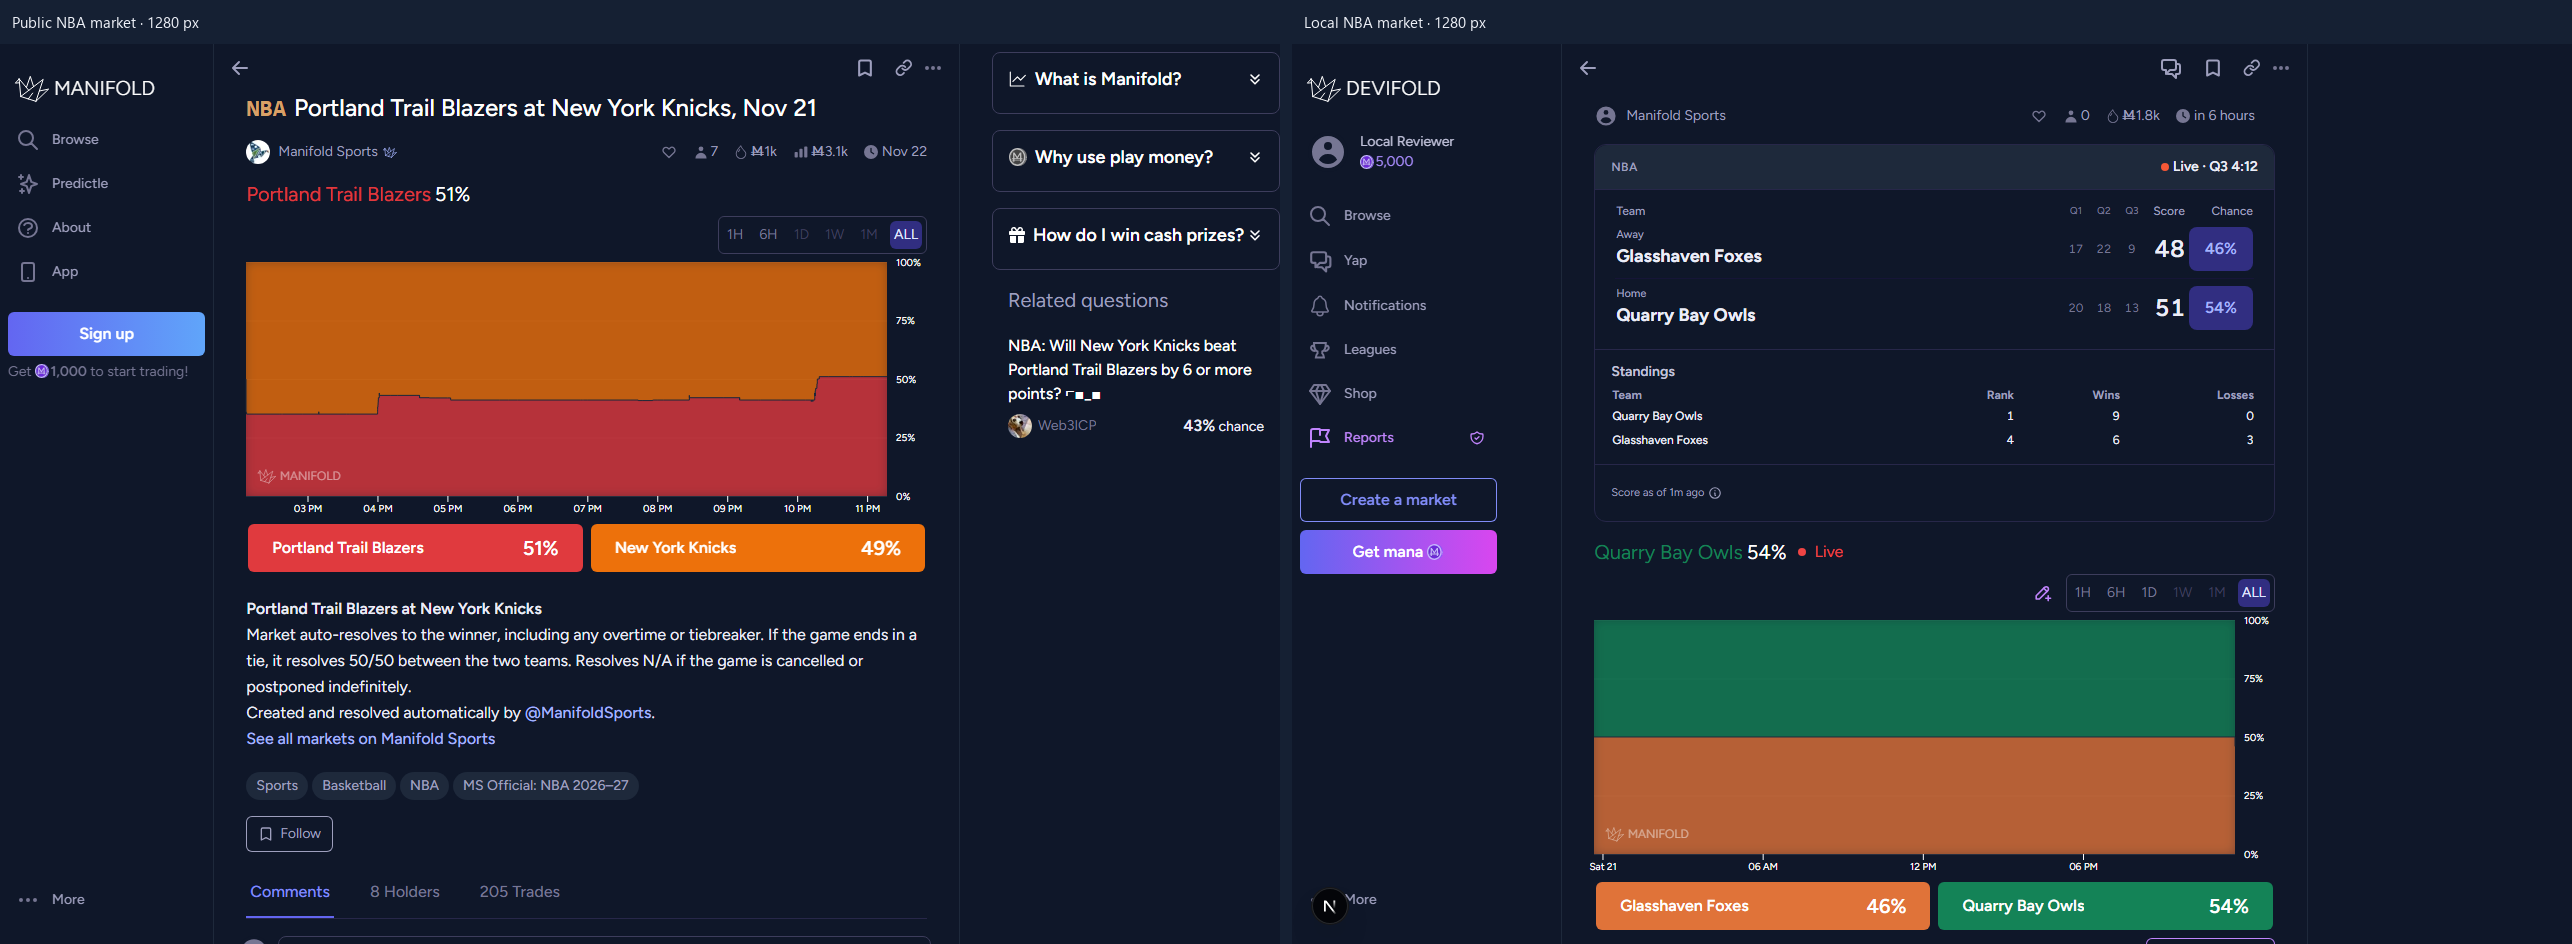 Public NBA market · 1280 px
MANIFOLD
Browse
Predictle
About
App
Sign up
Get Ⓜ1,000 to start trading!
More
NBA Portland Trail Blazers at New York Knicks, Nov 21
Manifold Sports
7 Ṁ1k Ṁ3.1k Nov 22
Portland Trail Blazers 51%
1H 6H 1D 1W 1M ALL
100%
75%
50%
25%
0%
MANIFOLD
03 PM 04 PM 05 PM 06 PM 07 PM 08 PM 09 PM 10 PM 11 PM
Portland Trail Blazers 51%
New York Knicks 49%
Portland Trail Blazers at New York Knicks
Market auto-resolves to the winner, including any overtime or tiebreaker. If the game ends in a
tie, it resolves 50/50 between the two teams. Resolves N/A if the game is cancelled or
postponed indefinitely.
Created and resolved automatically by @ManifoldSports.
See all markets on Manifold Sports
Sports Basketball NBA MS Official: NBA 2026–27
Follow
Comments 8 Holders 205 Trades
What is Manifold?
Why use play money?
How do I win cash prizes?
Related questions
NBA: Will New York Knicks beat
Portland Trail Blazers by 6 or more
points? ⌐■_■
Web3ICP 43% chance
Local NBA market · 1280 px
DEVIFOLD
Local Reviewer
Ⓜ5,000
Browse
Yap
Notifications
Leagues
Shop
Reports
Create a market
Get mana Ⓜ
N More
Manifold Sports
0 Ṁ1.8k in 6 hours
NBA Live · Q3 4:12
Team Q1 Q2 Q3 Score Chance
Away
Glasshaven Foxes 17 22 9 48 46%
Home
Quarry Bay Owls 20 18 13 51 54%
Standings
Team Rank Wins Losses
Quarry Bay Owls 1 9 0
Glasshaven Foxes 4 6 3
Score as of 1m ago
Quarry Bay Owls 54% Live
1H 6H 1D 1W 1M ALL
100%
75%
50%
25%
0%
MANIFOLD
Sat 21 06 AM 12 PM 06 PM
Glasshaven Foxes 46%
Quarry Bay Owls 54%